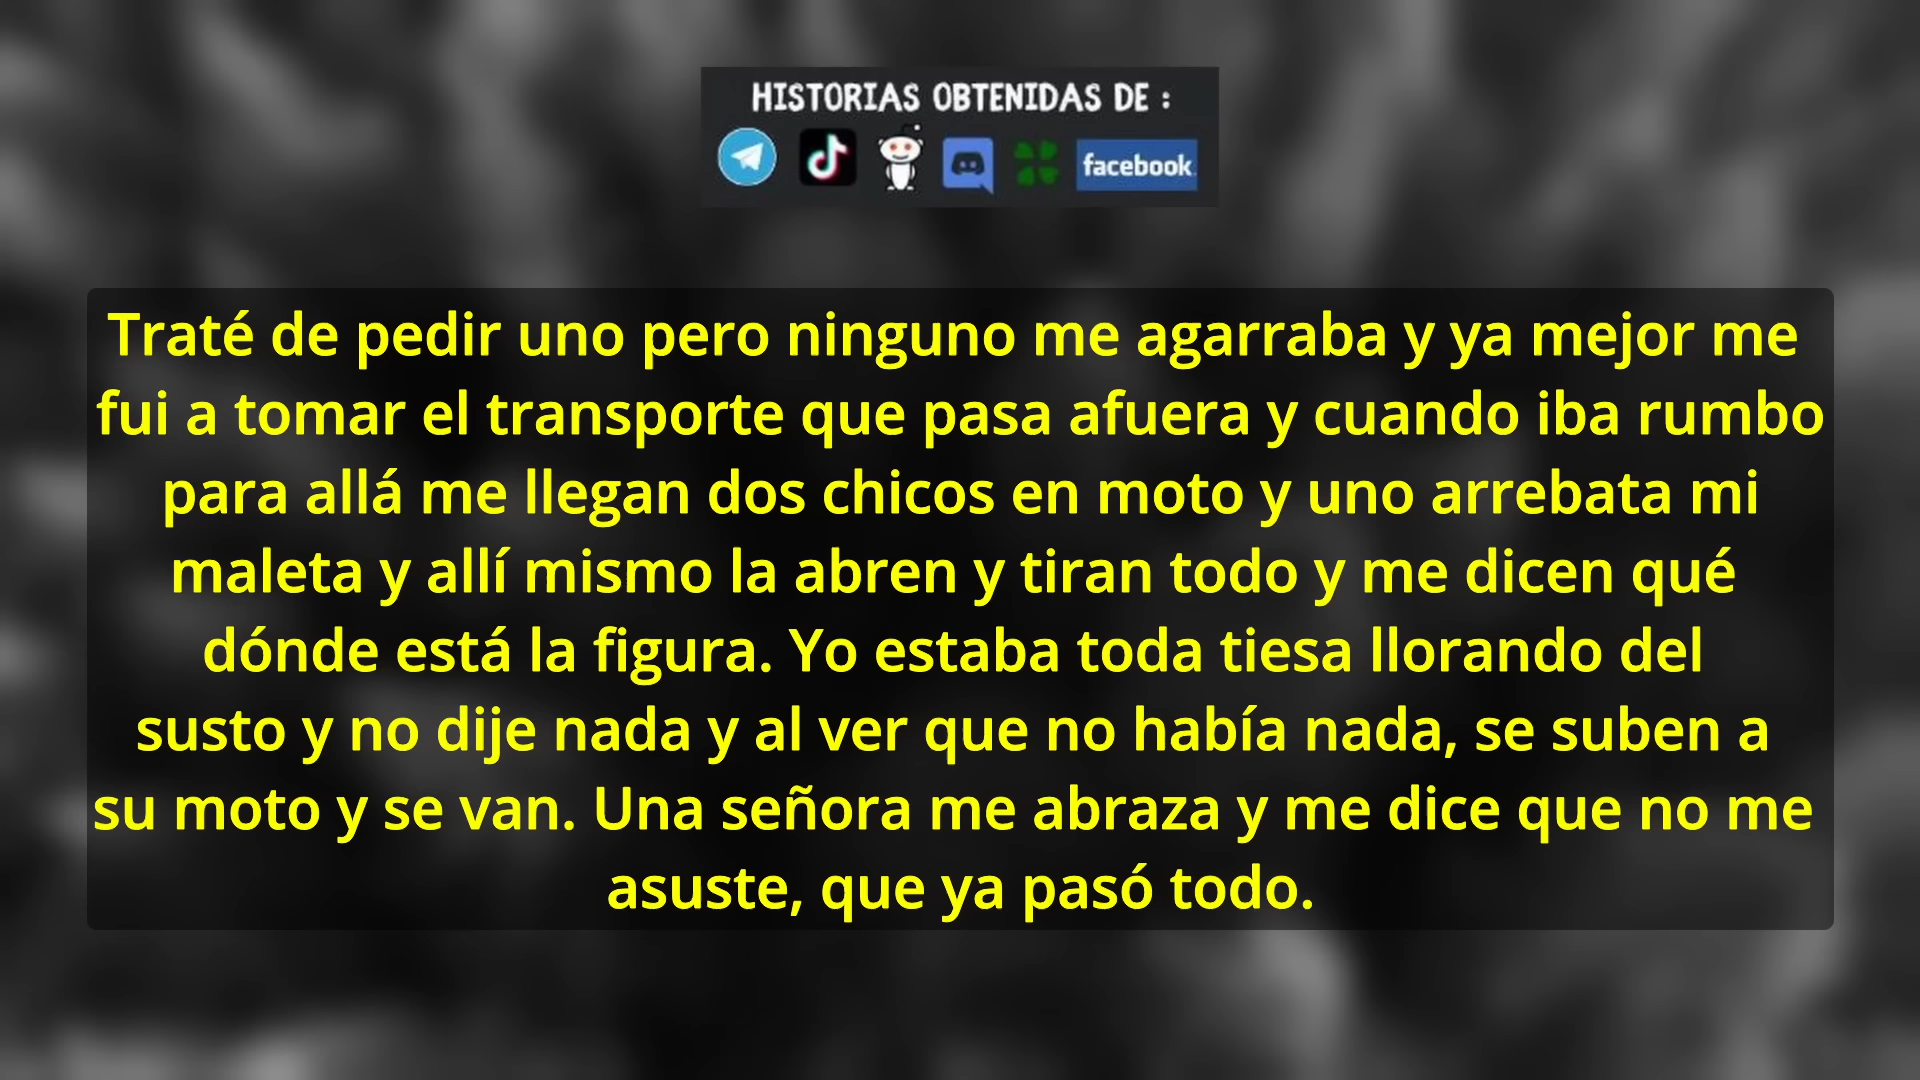 HISTORIAS OBTENIDAS DE :
facebook
Traté de pedir uno pero ninguno me agarraba y ya mejor me
fui a tomar el transporte que pasa afuera y cuando iba rumbo
para allá me llegan dos chicos en moto y uno arrebata mi
maleta y allí mismo la abren y tiran todo y me dicen qué
dónde está la figura. Yo estaba toda tiesa llorando del
susto y no dije nada y al ver que no había nada, se suben a
su moto y se van. Una señora me abraza y me dice que no me
asuste, que ya pasó todo.